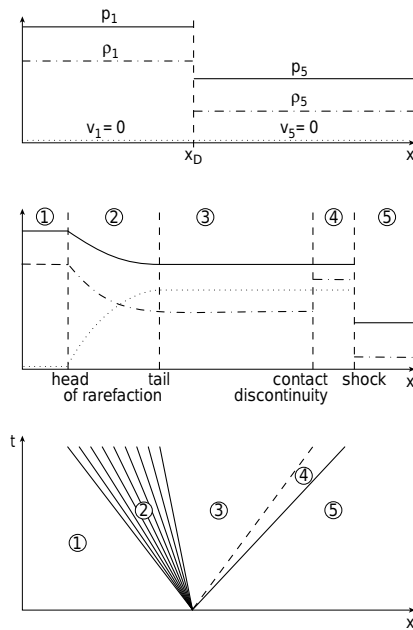 p1
ρ1
p5
ρ5
v1 = 0
v5 = 0
xD
x
① ② ③ ④ ⑤
head of rarefaction
tail
contact discontinuity
shock
x
t
① ② ③ ④ ⑤
x